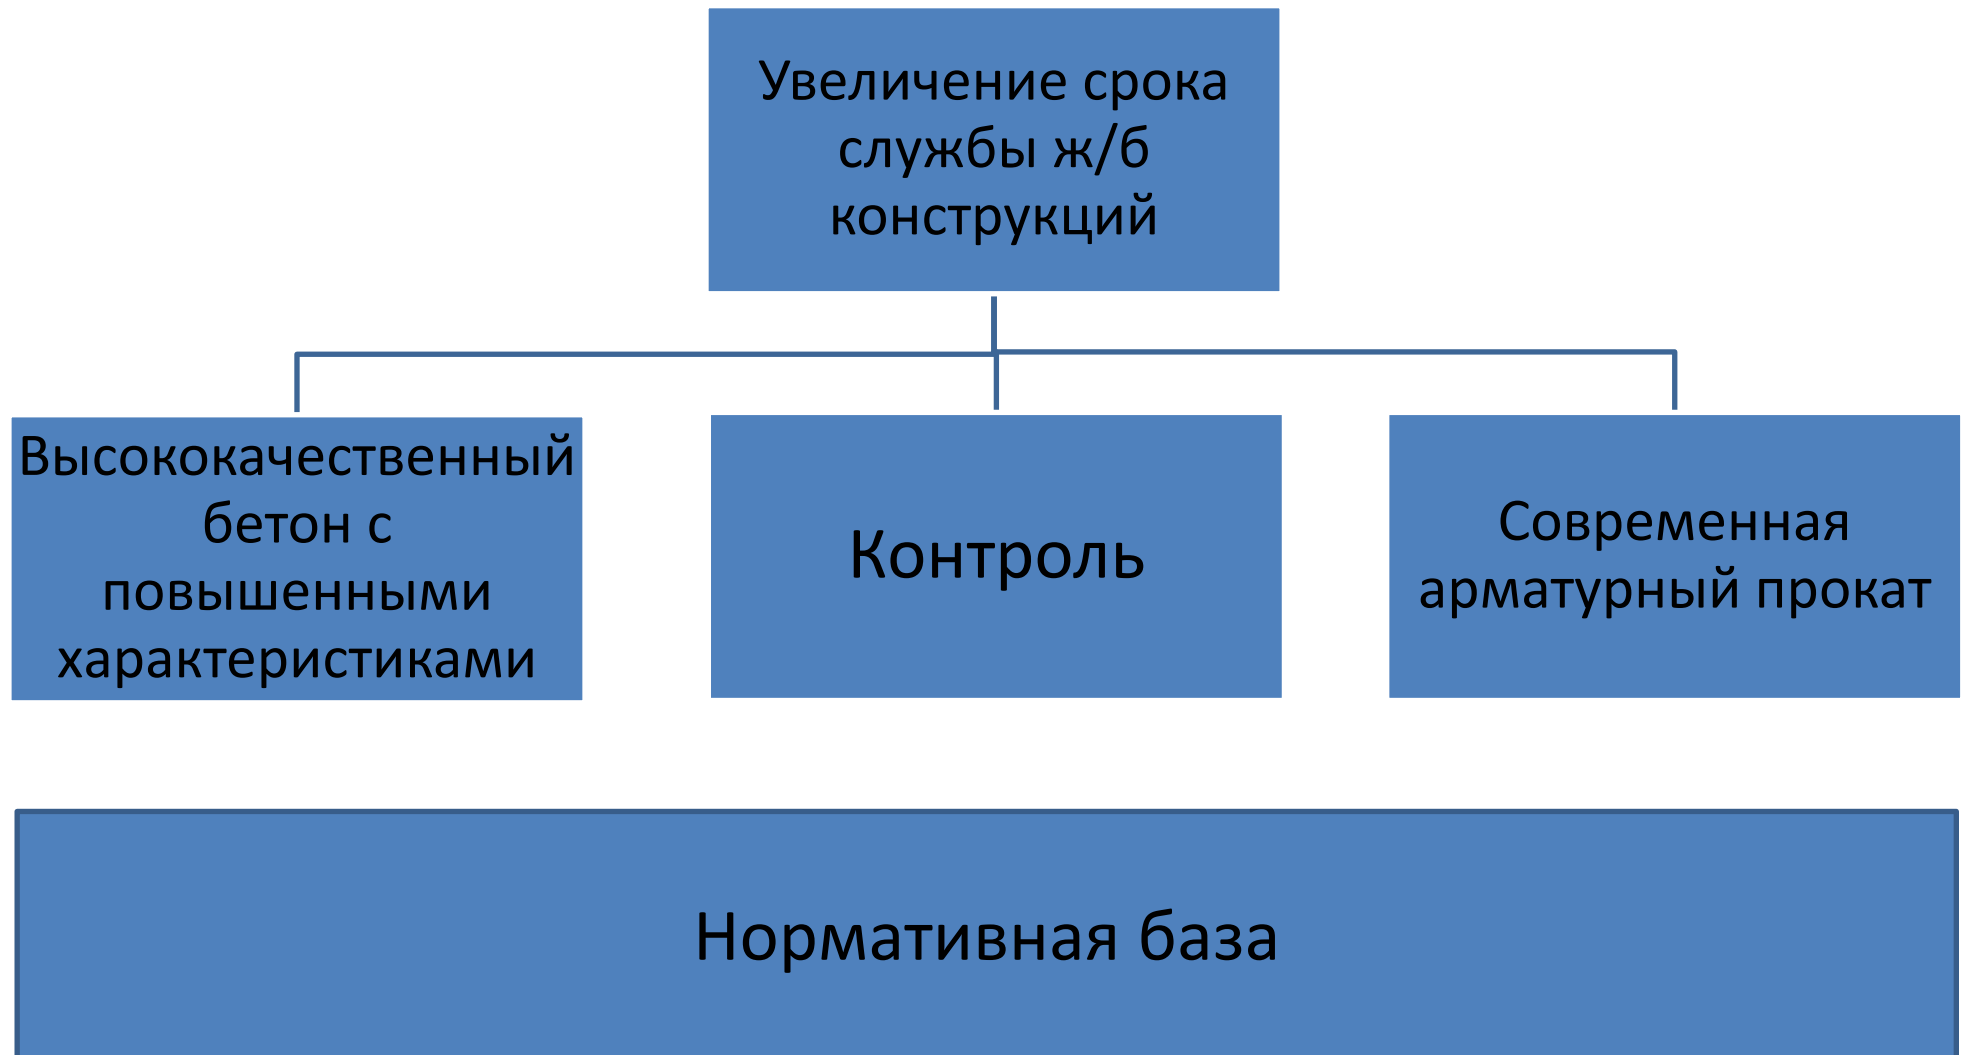 Увеличение срока
службы ж/б
конструкций
Высококачественный
бетон с
повышенными
характеристиками
Контроль
Современная
арматурный прокат
Нормативная база